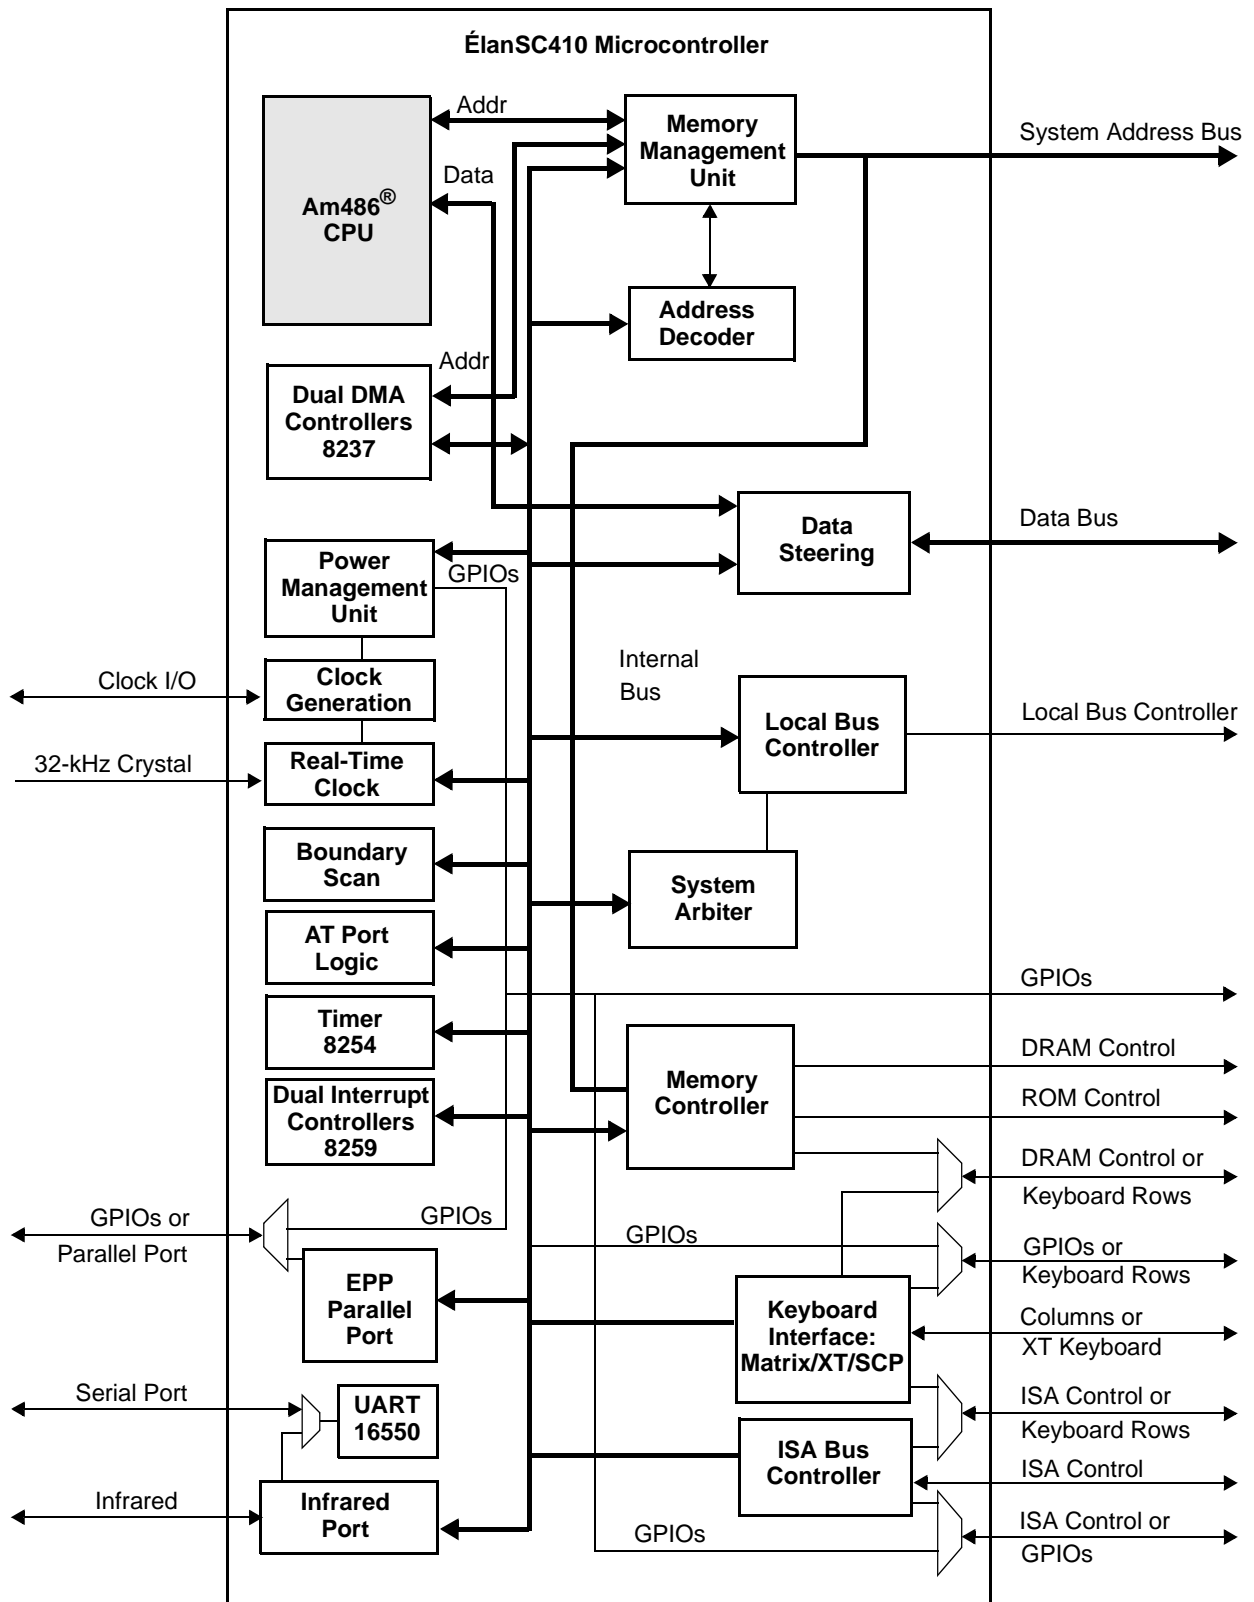 ÉlanSC410 Microcontroller
Addr
Memory
Management
Unit
System Address Bus
Data
Am486®
CPU
Address
Decoder
Addr
Dual DMA
Controllers
8237
Data
Steering
Data Bus
Power
Management
Unit
GPIOs
Internal
Bus
Clock I/O
Clock
Generation
Local Bus
Controller
Local Bus Controller
32-kHz Crystal
Real-Time
Clock
Boundary
Scan
System
Arbiter
AT Port
Logic
GPIOs
Timer
8254
DRAM Control
Memory
Controller
ROM Control
Dual Interrupt
Controllers
8259
DRAM Control or
Keyboard Rows
GPIOs or
Parallel Port
GPIOs
GPIOs
GPIOs or
Keyboard Rows
EPP
Parallel
Port
Keyboard
Interface:
Matrix/XT/SCP
Columns or
XT Keyboard
Serial Port
UART
16550
ISA Control or
Keyboard Rows
ISA Bus
Controller
ISA Control
Infrared
Infrared
Port
GPIOs
ISA Control or
GPIOs